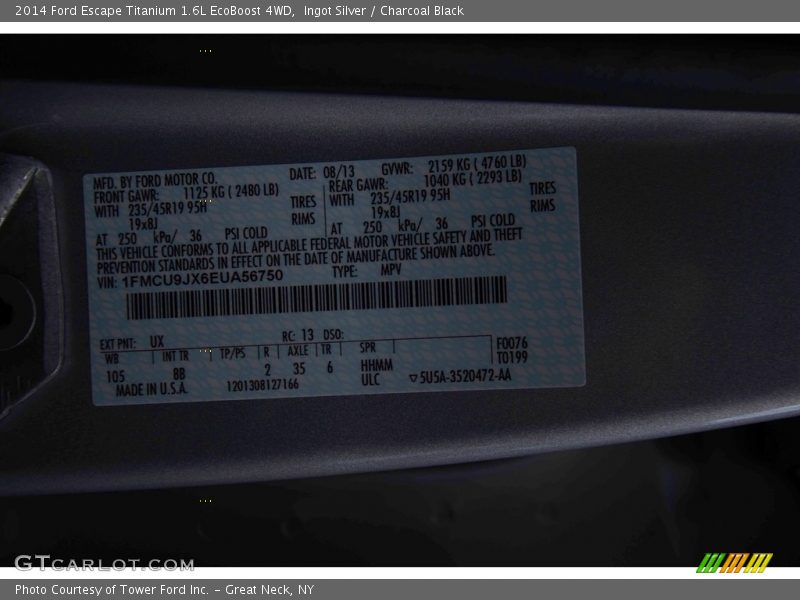 2014 Ford Escape Titanium 1.6L EcoBoost 4WD, Ingot Silver / Charcoal Black
MFD. BY FORD MOTOR CO. DATE: 08/13 GVWR: 2159 KG ( 4760 LB)
FRONT GAWR: 1125 KG ( 2480 LB) REAR GAWR: 1040 KG ( 2293 LB)
WITH 235/45R19 95H TIRES WITH 235/45R19 95H TIRES
19x8J RIMS 19x8J RIMS
AT 250 kPa/ 36 PSI COLD AT 250 kPa/ 36 PSI COLD
THIS VEHICLE CONFORMS TO ALL APPLICABLE FEDERAL MOTOR VEHICLE SAFETY AND THEFT
PREVENTION STANDARDS IN EFFECT ON THE DATE OF MANUFACTURE SHOWN ABOVE.
VIN: 1FMCU9JX6EUA56750 TYPE: MPV
EXT PNT: UX RC: 13 DSO: F0076
WB INT TR TP/PS R AXLE TR SPR T0199
105 8B 2 35 6 HHMM
MADE IN U.S.A. 1201308127166 ULC ▽5U5A-3520472-AA
GTCARLOT.COM
Photo Courtesy of Tower Ford Inc. – Great Neck, NY